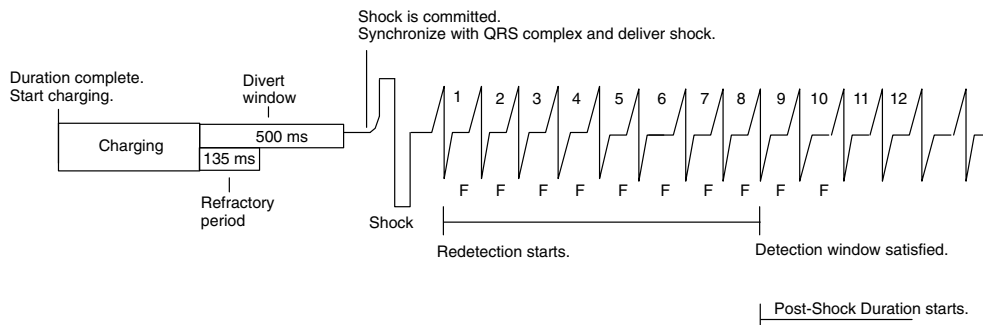 Shock is committed.
Synchronize with QRS complex and deliver shock.
Duration complete.
Start charging.
Divert
window
Charging
500 ms
135 ms
Refractory
period
Shock
1 2 3 4 5 6 7 8 9 10 11 12
F F F F F F F F F F
Redetection starts.
Detection window satisfied.
Post-Shock Duration starts.